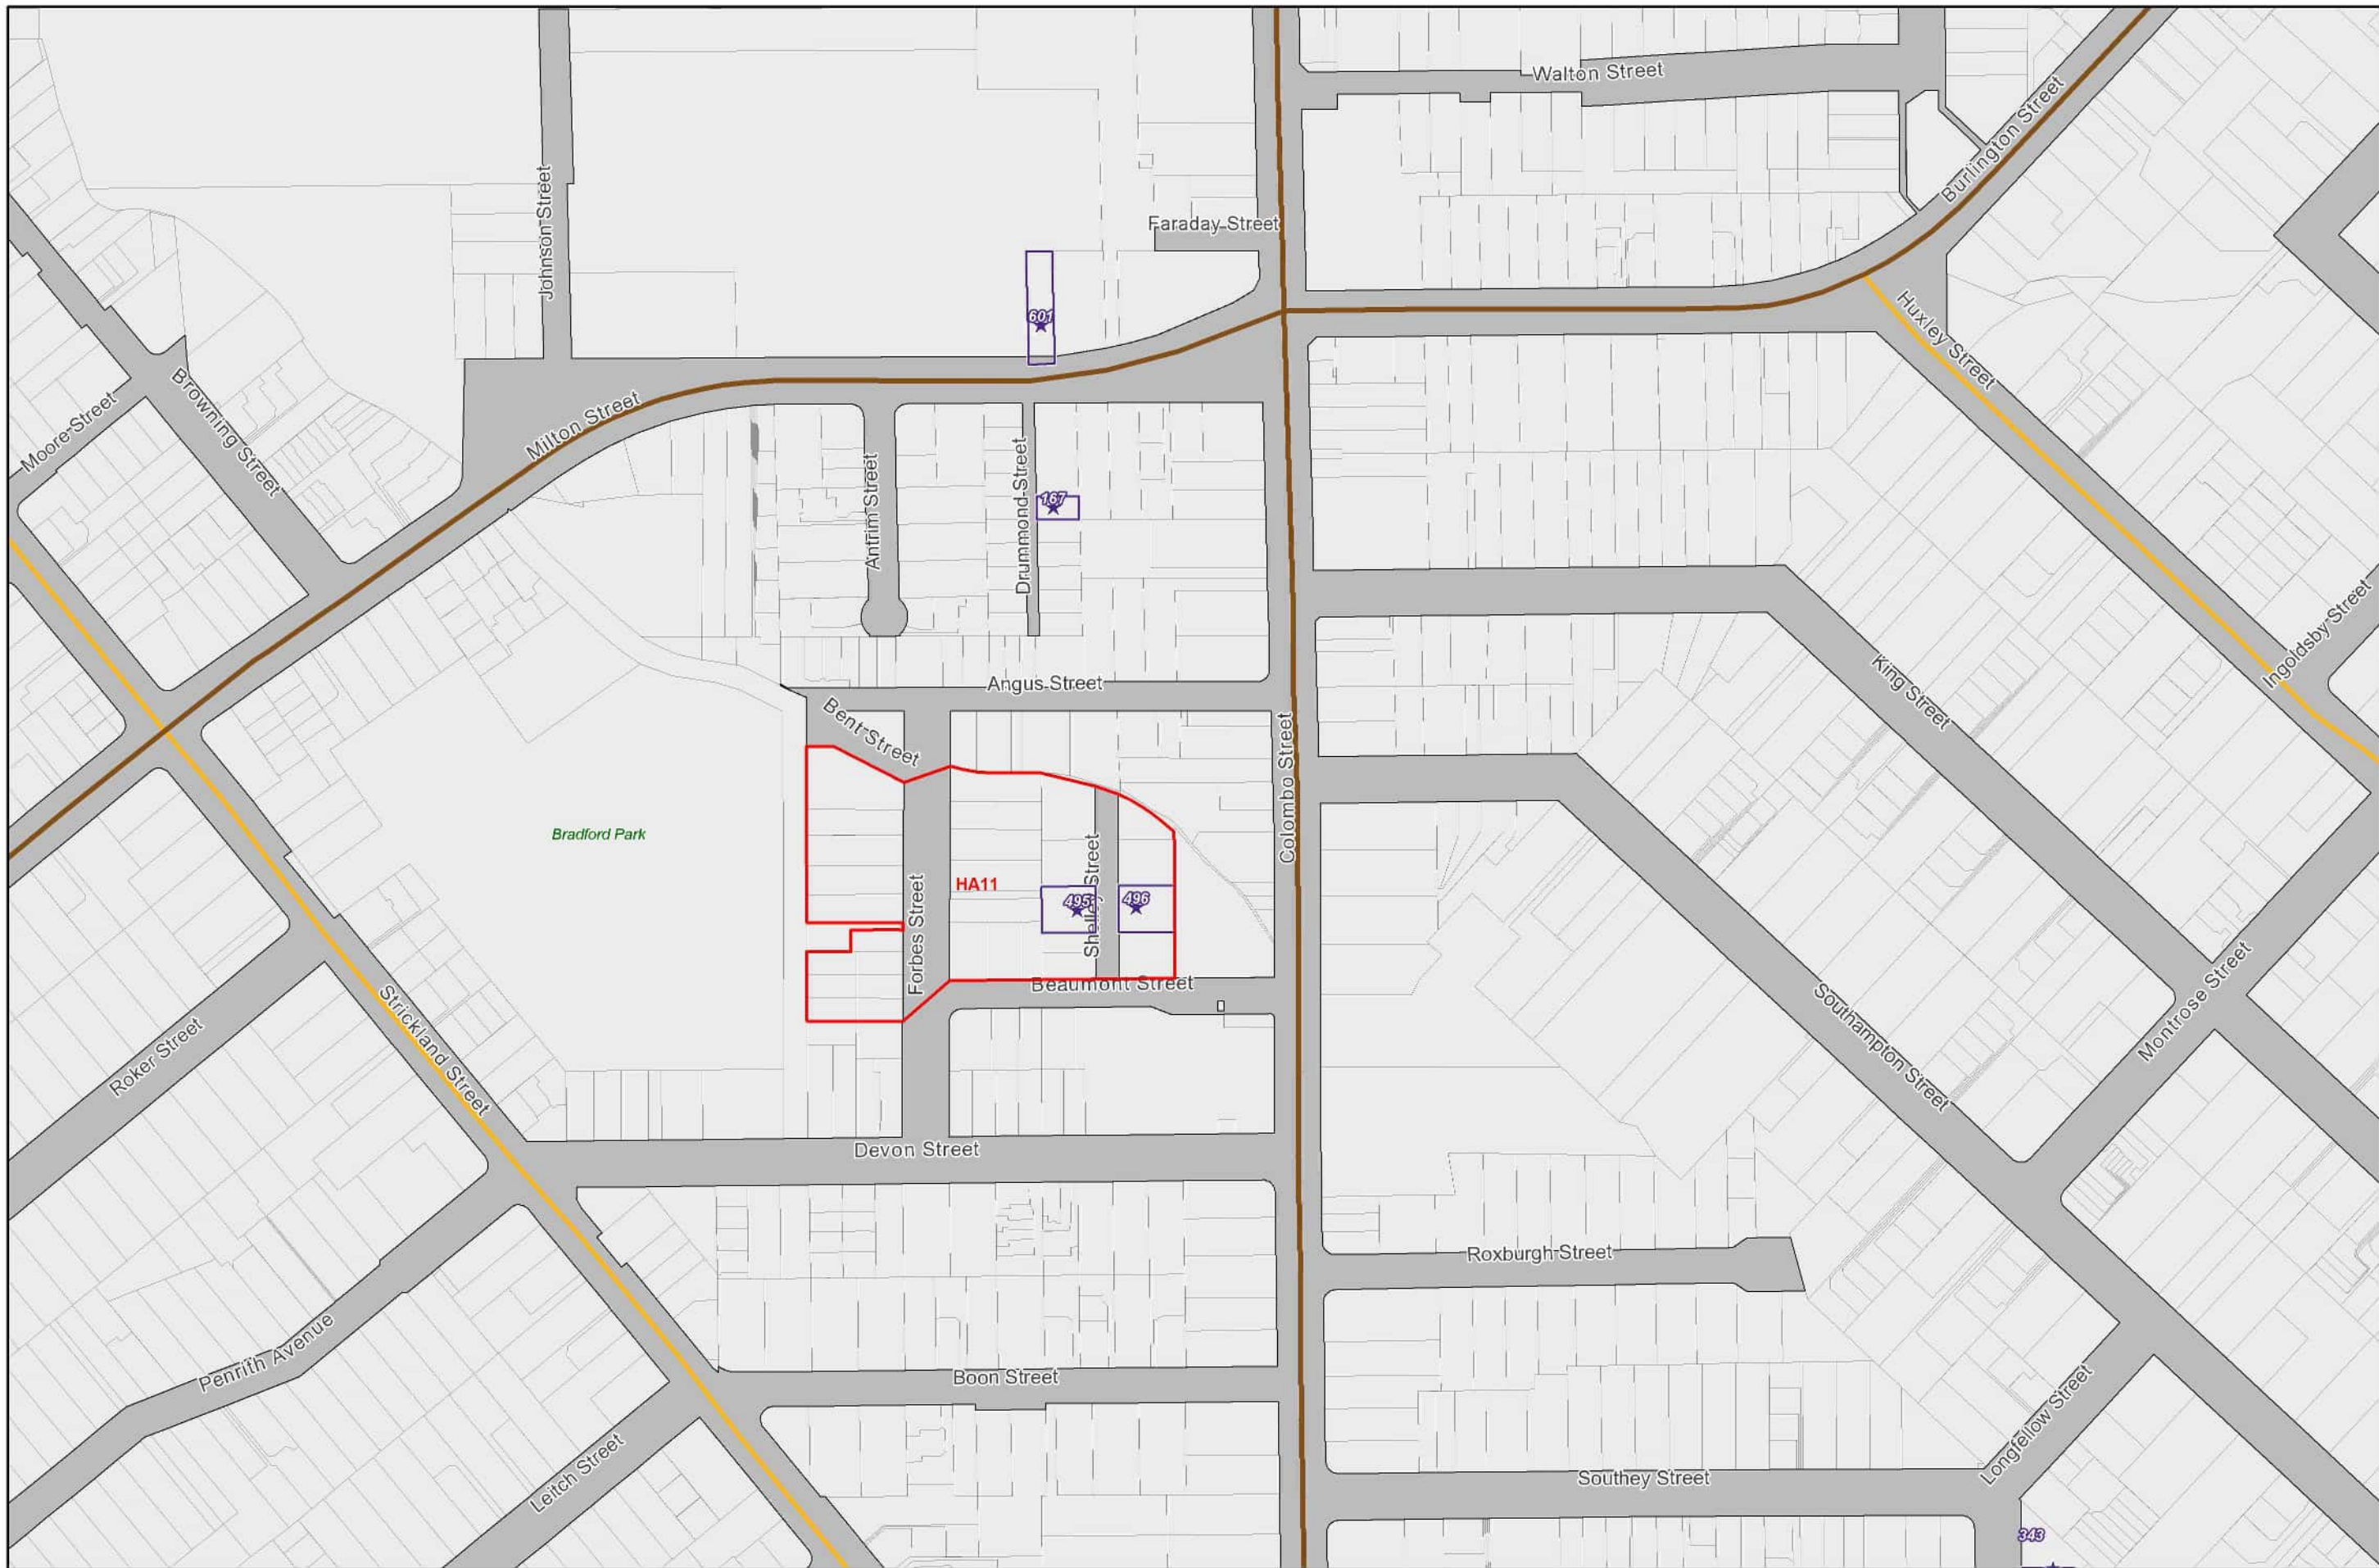 Walton Street
Burlington Street
Johnson Street
Faraday Street
601
Huxley Street
Browning Street
Moore Street
Milton Street
Antrim Street
Drummond Street
167
Ingoldsby Street
King Street
Angus Street
Bent Street
Colombo Street
Bradford Park
HA11
Forbes Street
Shelley Street
495
496
Beaumont Street
Strickland Street
Roker Street
Southampton Street
Montrose Street
Devon Street
Roxburgh Street
Penrith Avenue
Boon Street
Leitch Street
Longfellow Street
Southey Street
343